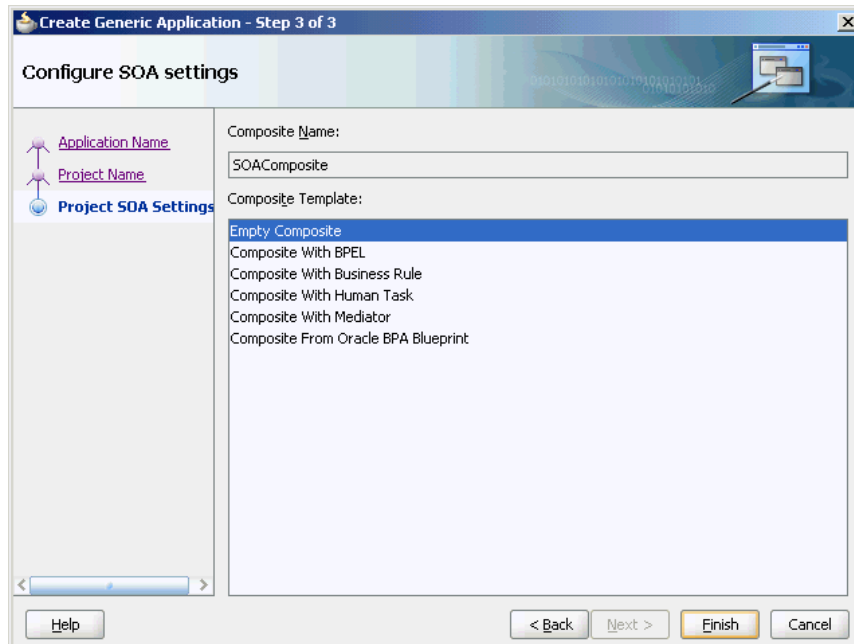 Create Generic Application - Step 3 of 3
Configure SOA settings
0101010101010101010101010101
01010101010
Application Name
Project Name
Project SOA Settings
Composite Name:
SOAComposite
Composite Template:
Empty Composite
Composite With BPEL
Composite With Business Rule
Composite With Human Task
Composite With Mediator
Composite From Oracle BPA Blueprint
Help
< Back
Next >
Finish
Cancel